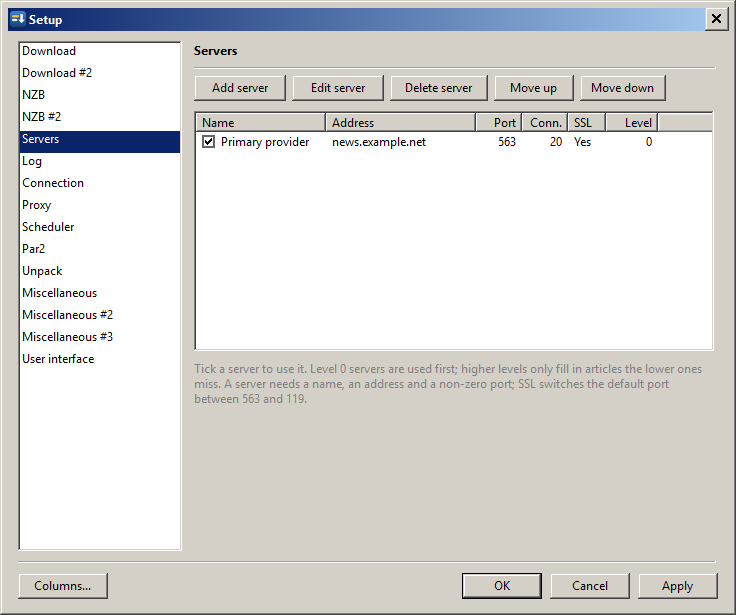 Setup
Download
Download #2
NZB
NZB #2
Servers
Log
Connection
Proxy
Scheduler
Par2
Unpack
Miscellaneous
Miscellaneous #2
Miscellaneous #3
User interface
Servers
Add server Edit server Delete server Move up Move down
Name Address Port Conn. SSL Level
Primary provider news.example.net 563 20 Yes 0
Tick a server to use it. Level 0 servers are used first; higher levels only fill in articles the lower ones
miss. A server needs a name, an address and a non-zero port; SSL switches the default port
between 563 and 119.
Columns... OK Cancel Apply